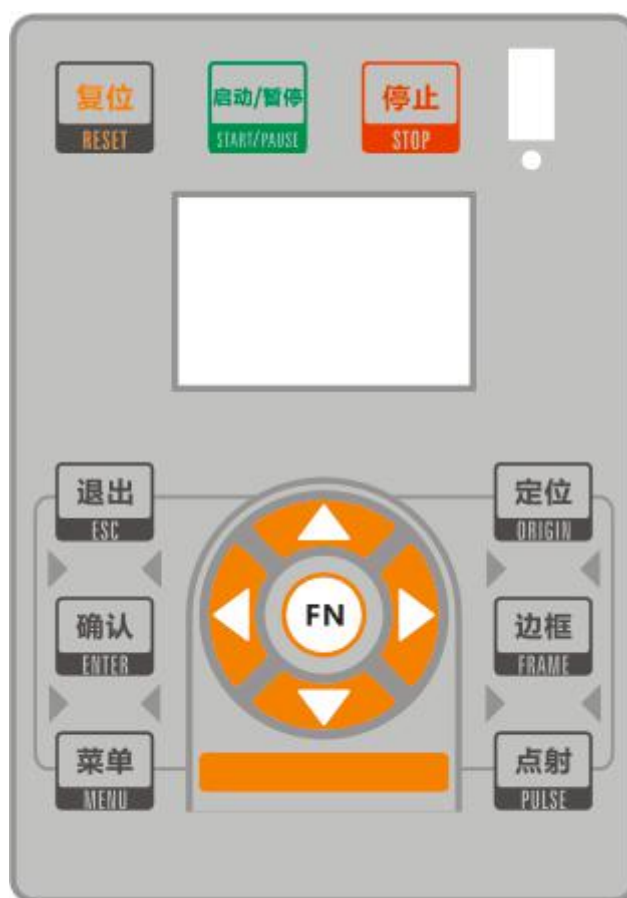 复位
RESET
启动/暂停
START/PAUSE
停止
STOP
退出
ESC
定位
ORIGIN
FN
确认
ENTER
边框
FRAME
菜单
MENU
点射
PULSE